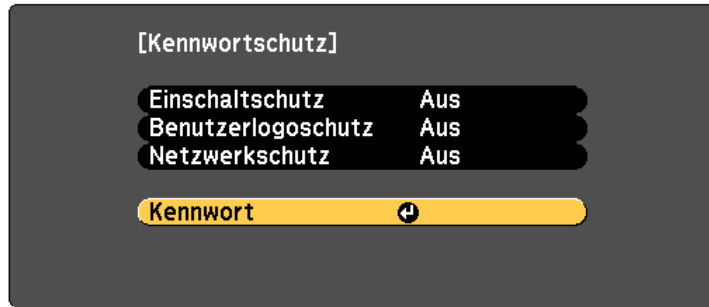 [Kennwortschutz]
Einschaltschutz Aus
Benutzerlogoschutz Aus
Netzwerkschutz Aus
Kennwort